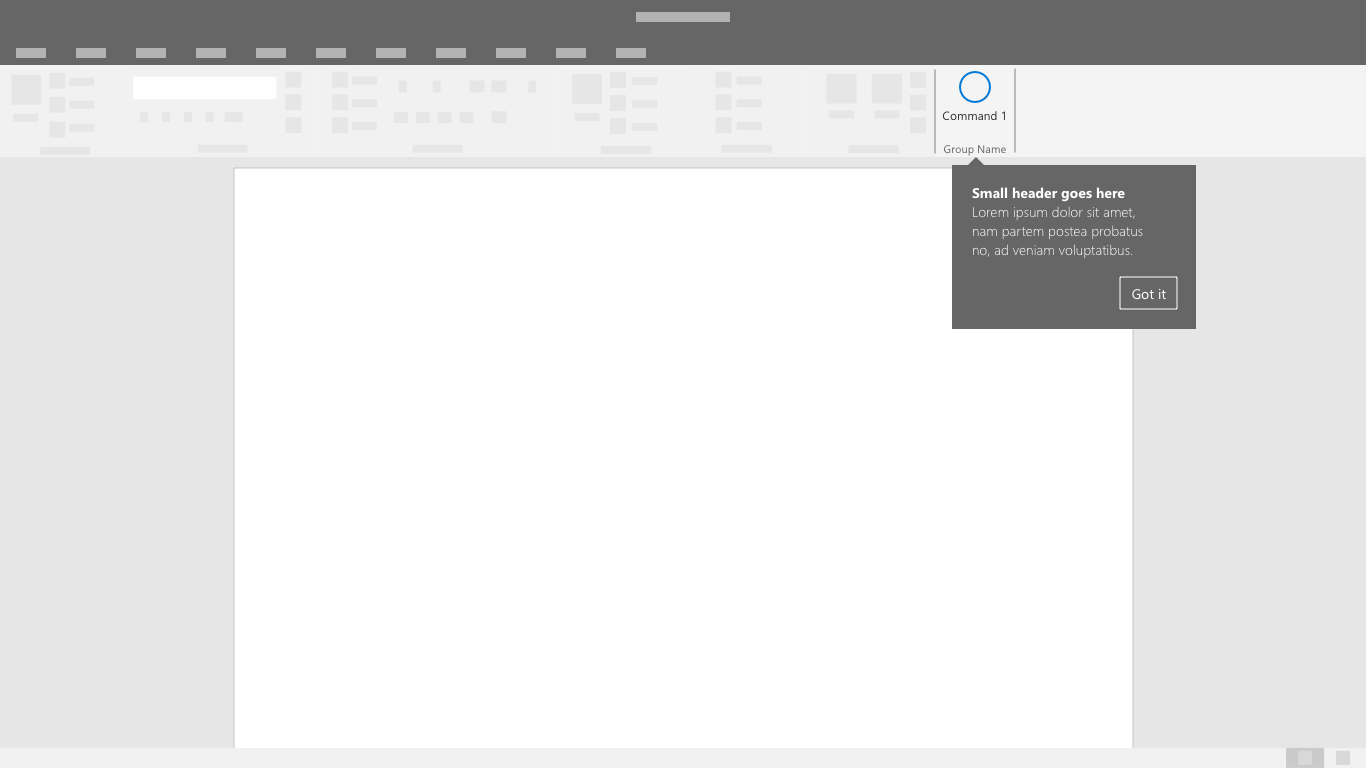 Command 1
Group Name
Small header goes here
Lorem ipsum dolor sit amet,
nam partem postea probatus
no, ad veniam voluptatibus.
Got it